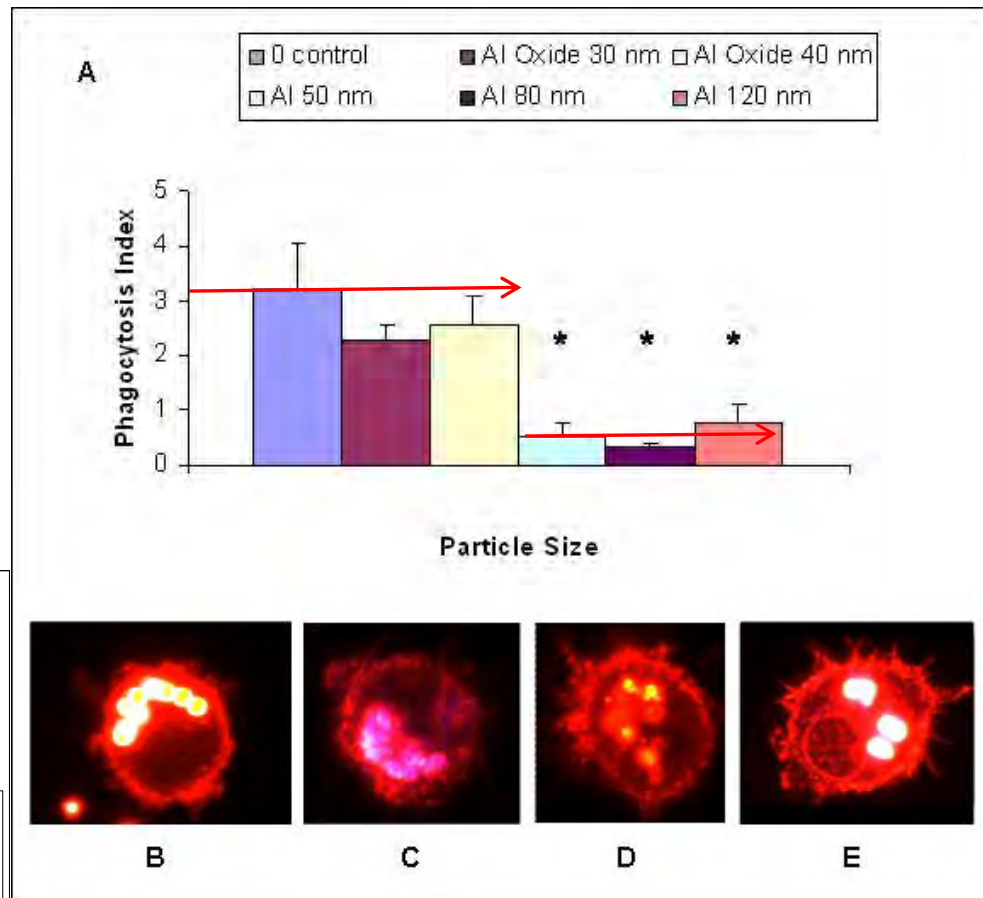 A
0 control Al Oxide 30 nm Al Oxide 40 nm
Al 50 nm Al 80 nm Al 120 nm
5
4
3
2
1
0
Phagocytosis Index
* * *
Particle Size
B C D E